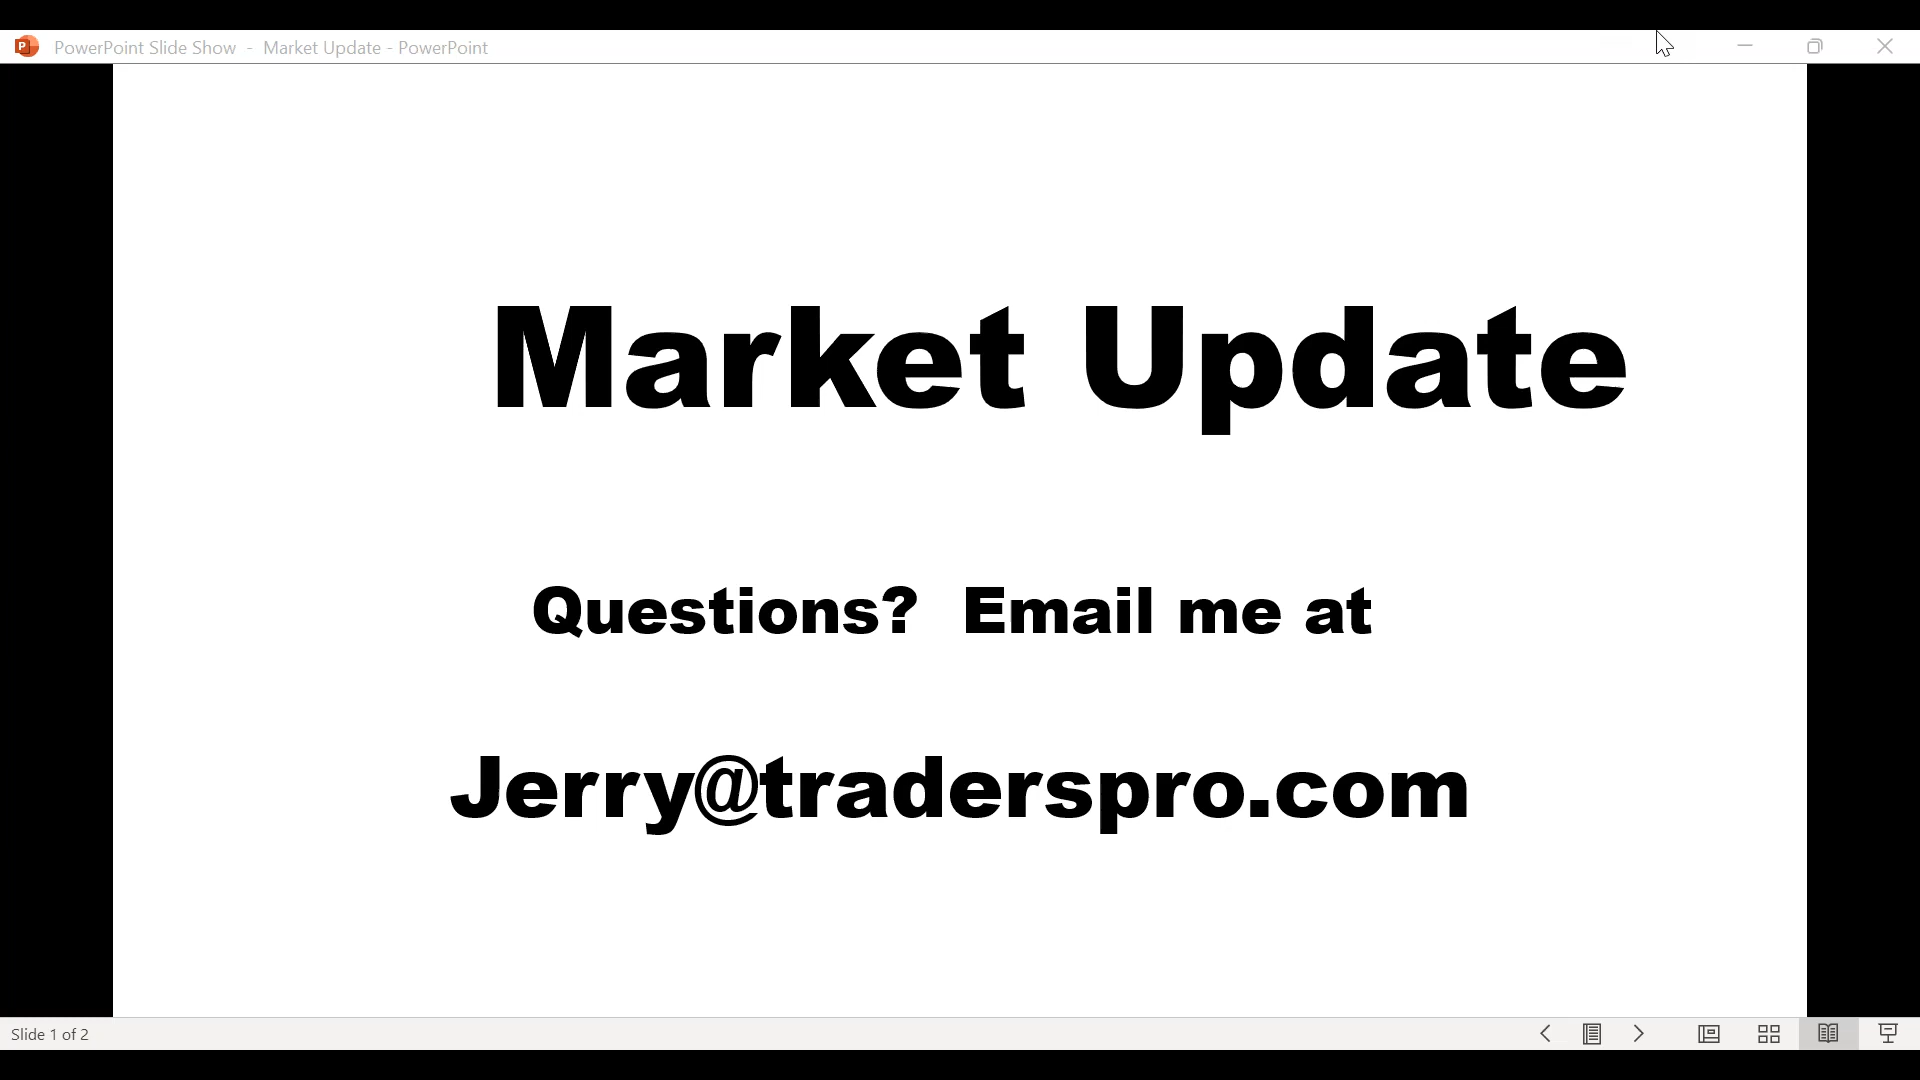 PowerPoint Slide Show - Market Update - PowerPoint
Market Update
Questions? Email me at
Jerry@traderspro.com
Slide 1 of 2